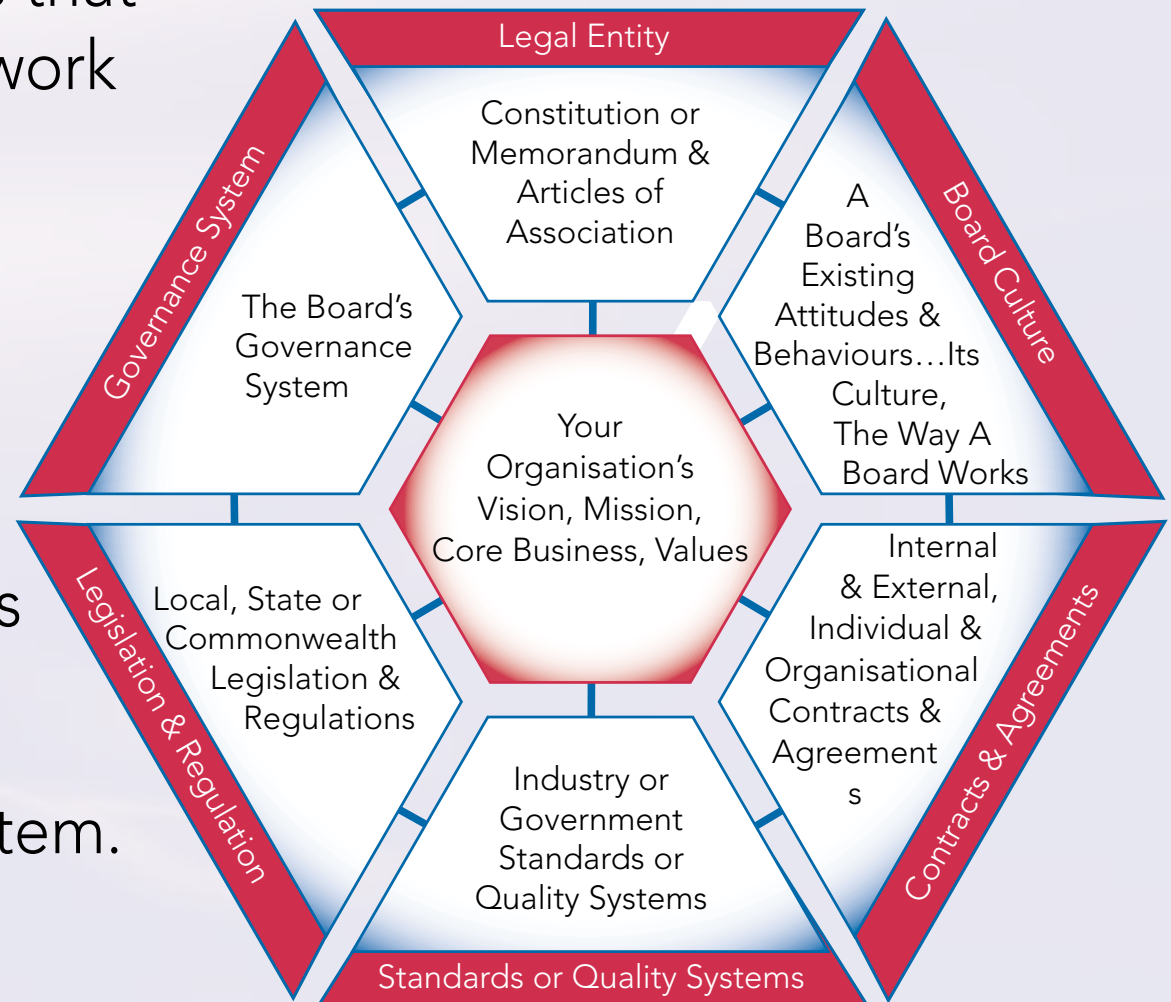 s that
work
s
tem.
Legal Entity
Constitution or
Memorandum &
Articles of
Association
Board Culture
A
Board's
Existing
Attitudes &
Behaviours...Its
Culture,
The Way A
Board Works
Contracts & Agreements
Internal
& External,
Individual &
Organisational
Contracts &
Agreement
s
Standards or Quality Systems
Industry or
Government
Standards or
Quality Systems
Legislation & Regulation
Local, State or
Commonwealth
Legislation &
Regulations
Governance System
The Board's
Governance
System
Your
Organisation's
Vision, Mission,
Core Business, Values